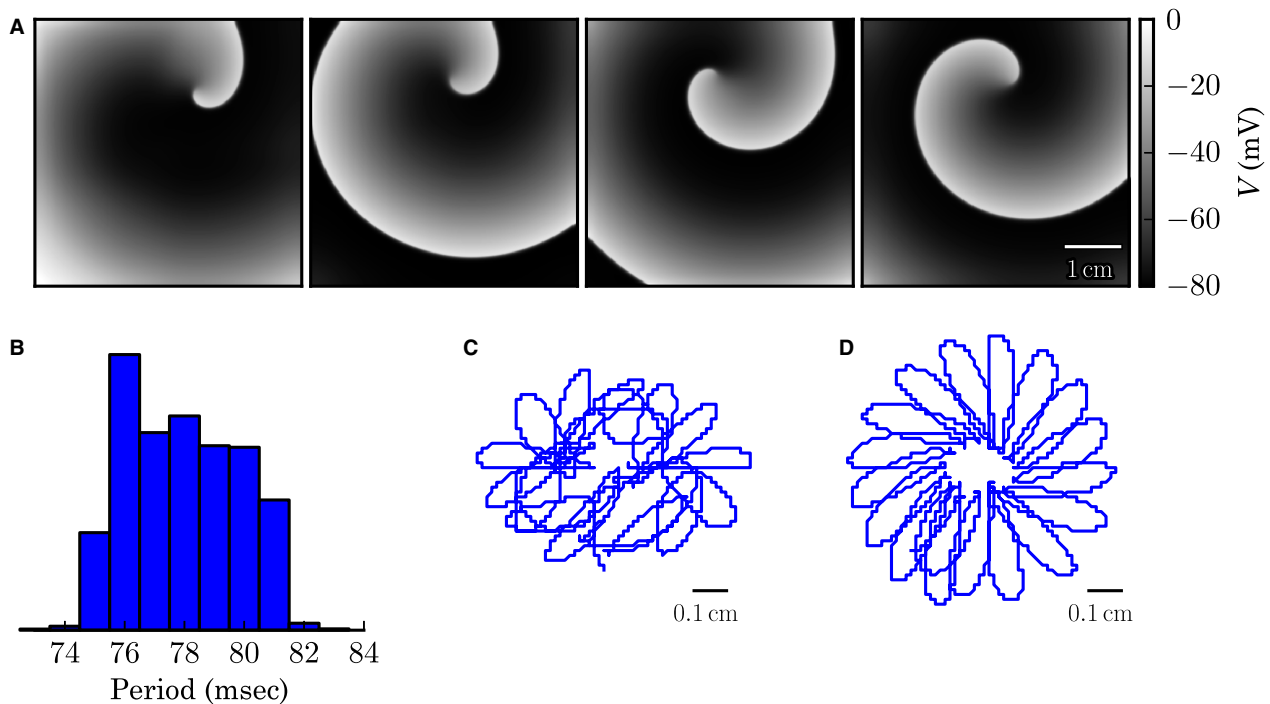 A
0
−20
−40
−60
−80
V (mV)
1 cm
B
C
D
74 76 78 80 82 84
Period (msec)
0.1 cm
0.1 cm